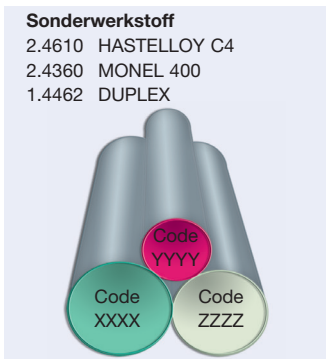 Sonderwerkstoff
2.4610 HASTELLOY C4
2.4360 MONEL 400
1.4462 DUPLEX
Code
YYYY
Code
XXXX
Code
ZZZZ